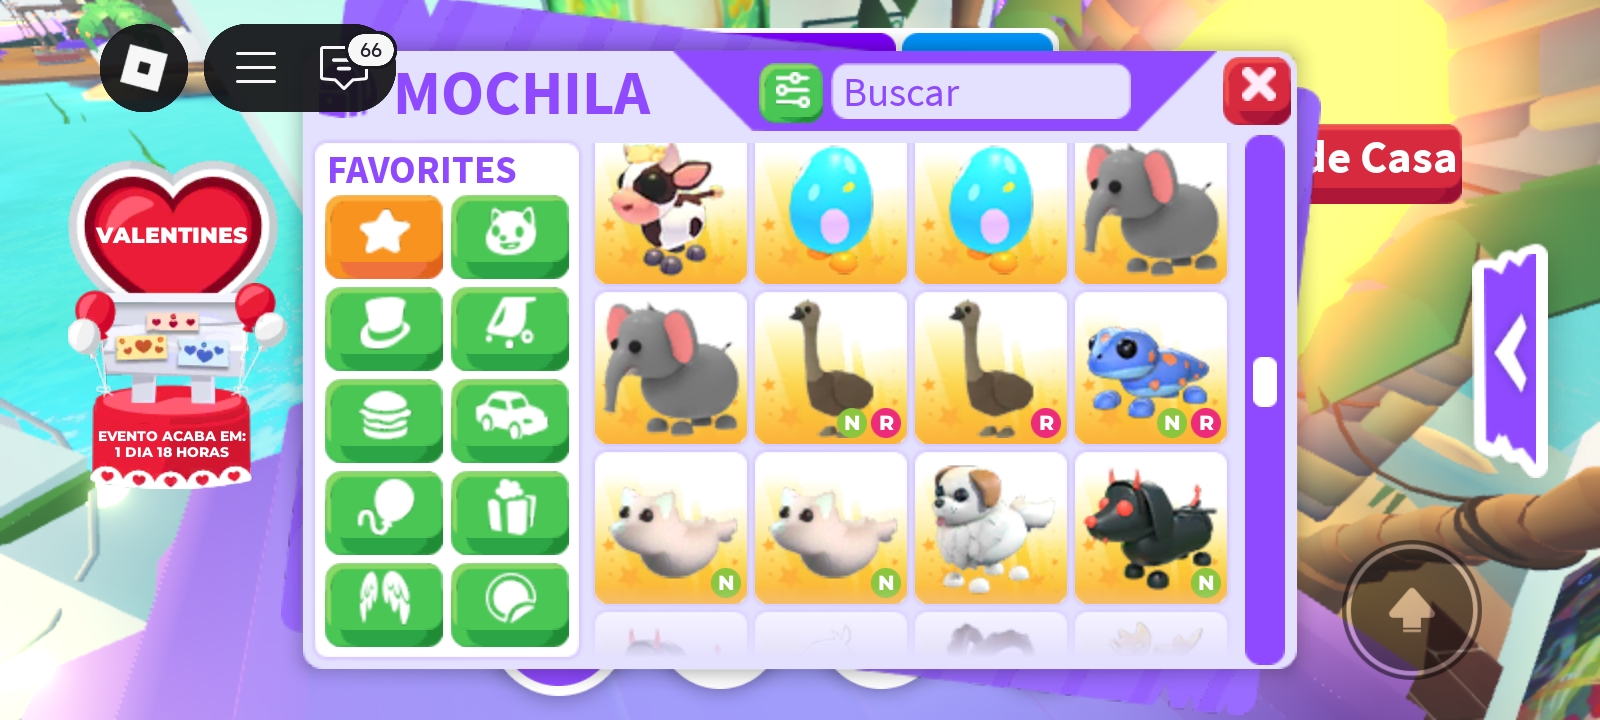 66
MOCHILA
Buscar
FAVORITES
de Casa
VALENTINES
EVENTO ACABA EM:
1 DIA 18 HORAS
N R
R
N R
N
N
N